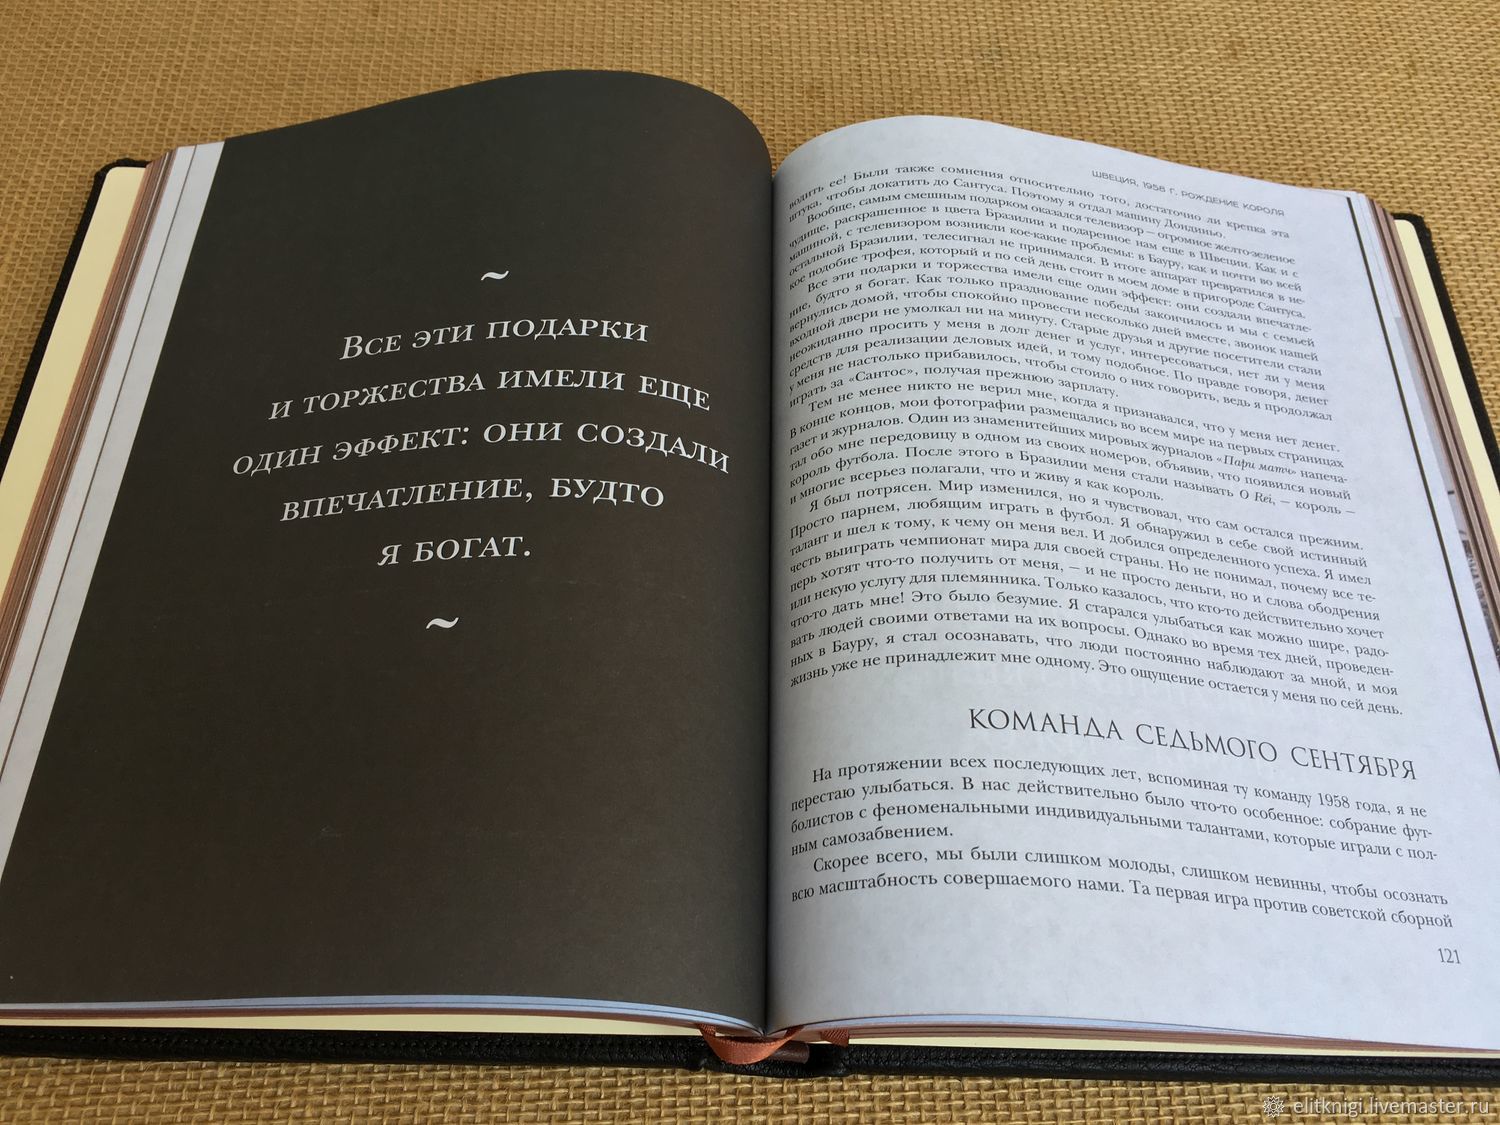 ~
Все эти подарки
и торжества имели еще
один эффект: они создали
впечатление, будто
я богат.
~
ШВЕЦИЯ, 1958 Г. РОЖДЕНИЕ КОРОЛЯ
водить ее! Были также сомнения относительно того, достаточно ли крепка эта
штука, чтобы докатить до Сантуса. Поэтому я отдал машину Дондиньо.
Вообще, самым смешным подарком оказался телевизор – огромное желто-зеленое
чудище, раскрашенное в цвета Бразилии и подаренное нам еще в Швеции. Как и с
машиной, с телевизором возникли кое-какие проблемы: в Бауру, как и почти во всей
остальной Бразилии, телесигнал не принимался. В итоге аппарат превратился в не-
кое подобие трофея, который и по сей день стоит в моем доме в пригороде Сантуса.
Все эти подарки и торжества имели еще один эффект: они создали впечатле-
ние, будто я богат. Как только празднование победы закончилось и мы с семьей
вернулись домой, чтобы спокойно провести несколько дней вместе, звонок нашей
входной двери не умолкал ни на минуту. Старые друзья и другие посетители стали
неожиданно просить у меня в долг денег и услуг, интересоваться, нет ли у меня
средств для реализации деловых идей, и тому подобное. По правде говоря, денег
у меня не настолько прибавилось, чтобы стоило о них говорить, ведь я продолжал
играть за «Сантос», получая прежнюю зарплату.
Тем не менее никто не верил мне, когда я признавался, что у меня нет денег.
В конце концов, мои фотографии размещались во всем мире на первых страницах
газет и журналов. Один из знаменитейших мировых журналов «Пари матч» напеча-
тал обо мне передовицу в одном из своих номеров, объявив, что появился новый
король футбола. После этого в Бразилии меня стали называть O Rei, – король –
и многие всерьез полагали, что и живу я как король.
Я был потрясен. Мир изменился, но я чувствовал, что сам остался прежним.
Просто парнем, любящим играть в футбол. Я обнаружил в себе свой истинный
талант и шел к тому, к чему он меня вел. И добился определенного успеха. Я имел
честь выиграть чемпионат мира для своей страны. Но не понимал, почему все те-
перь хотят что-то получить от меня, – и не просто деньги, но и слова ободрения
или некую услугу для племянника. Только казалось, что кто-то действительно хочет
что-то дать мне! Это было безумие. Я старался улыбаться как можно шире, радо-
вать людей своими ответами на их вопросы. Однако во время тех дней, проведен-
ных в Бауру, я стал осознавать, что люди постоянно наблюдают за мной, и моя
жизнь уже не принадлежит мне одному. Это ощущение остается у меня по сей день.
КОМАНДА СЕДЬМОГО СЕНТЯБРЯ
На протяжении всех последующих лет, вспоминая ту команду 1958 года, я не
перестаю улыбаться. В нас действительно было что-то особенное: собрание фут-
болистов с феноменальными индивидуальными талантами, которые играли с пол-
ным самозабвением.
Скорее всего, мы были слишком молоды, слишком невинны, чтобы осознать
всю масштабность совершаемого нами. Та первая игра против советской сборной
121
elitknigi.livemaster.ru